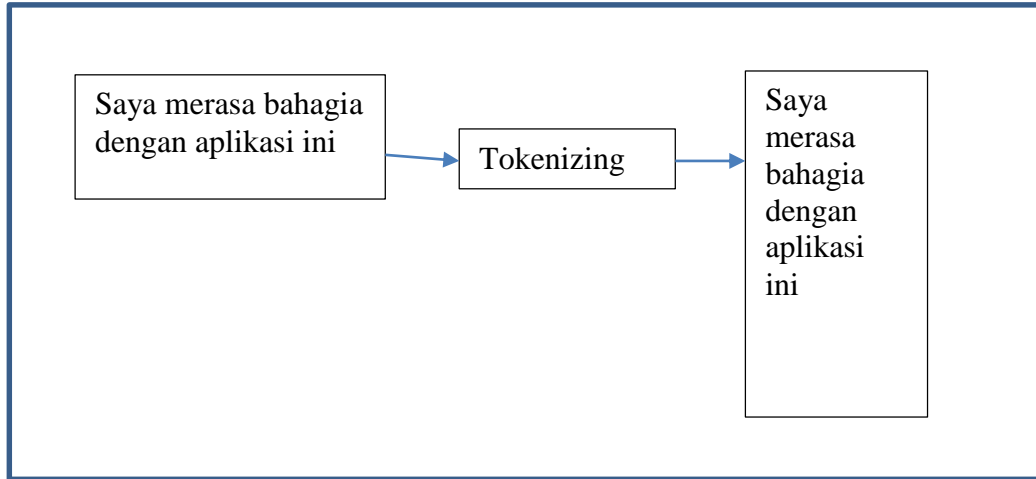 Saya merasa bahagia
dengan aplikasi ini
Tokenizing
Saya
merasa
bahagia
dengan
aplikasi
ini